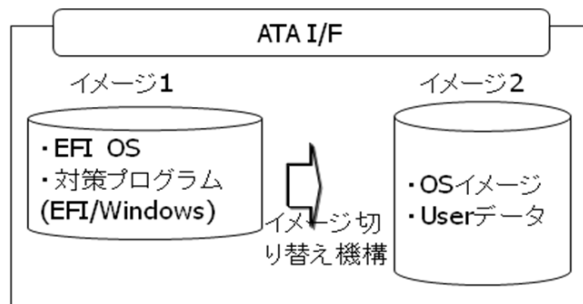 ATA I/F
イメージ1
・EFI OS
・対策プログラム
(EFI/Windows)
イメージ切
り替え機構
イメージ2
・OSイメージ
・Userデータ